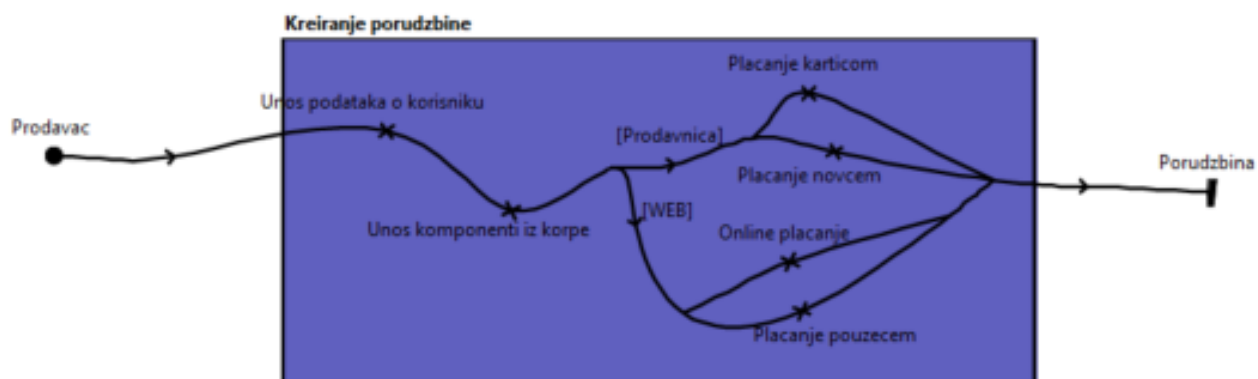 Kreiranje porudzbine
Placanje karticom
Unos podataka o korisniku
Prodavac
[Prodavnica]
Porudzbina
Placanje novcem
[WEB]
Unos komponenti iz korpe
Online placanje
Placanje pouzecem